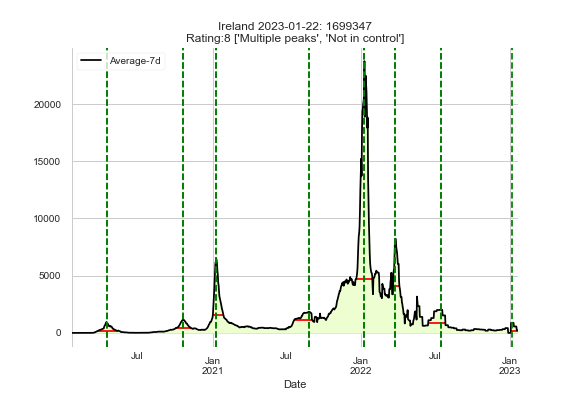 Ireland 2023-01-22: 1699347
Rating:8 ['Multiple peaks', 'Not in control']
Average-7d
20000
15000
10000
5000
0
Jul
Jan
2021
Jul
Jan
2022
Jul
Jan
2023
Date